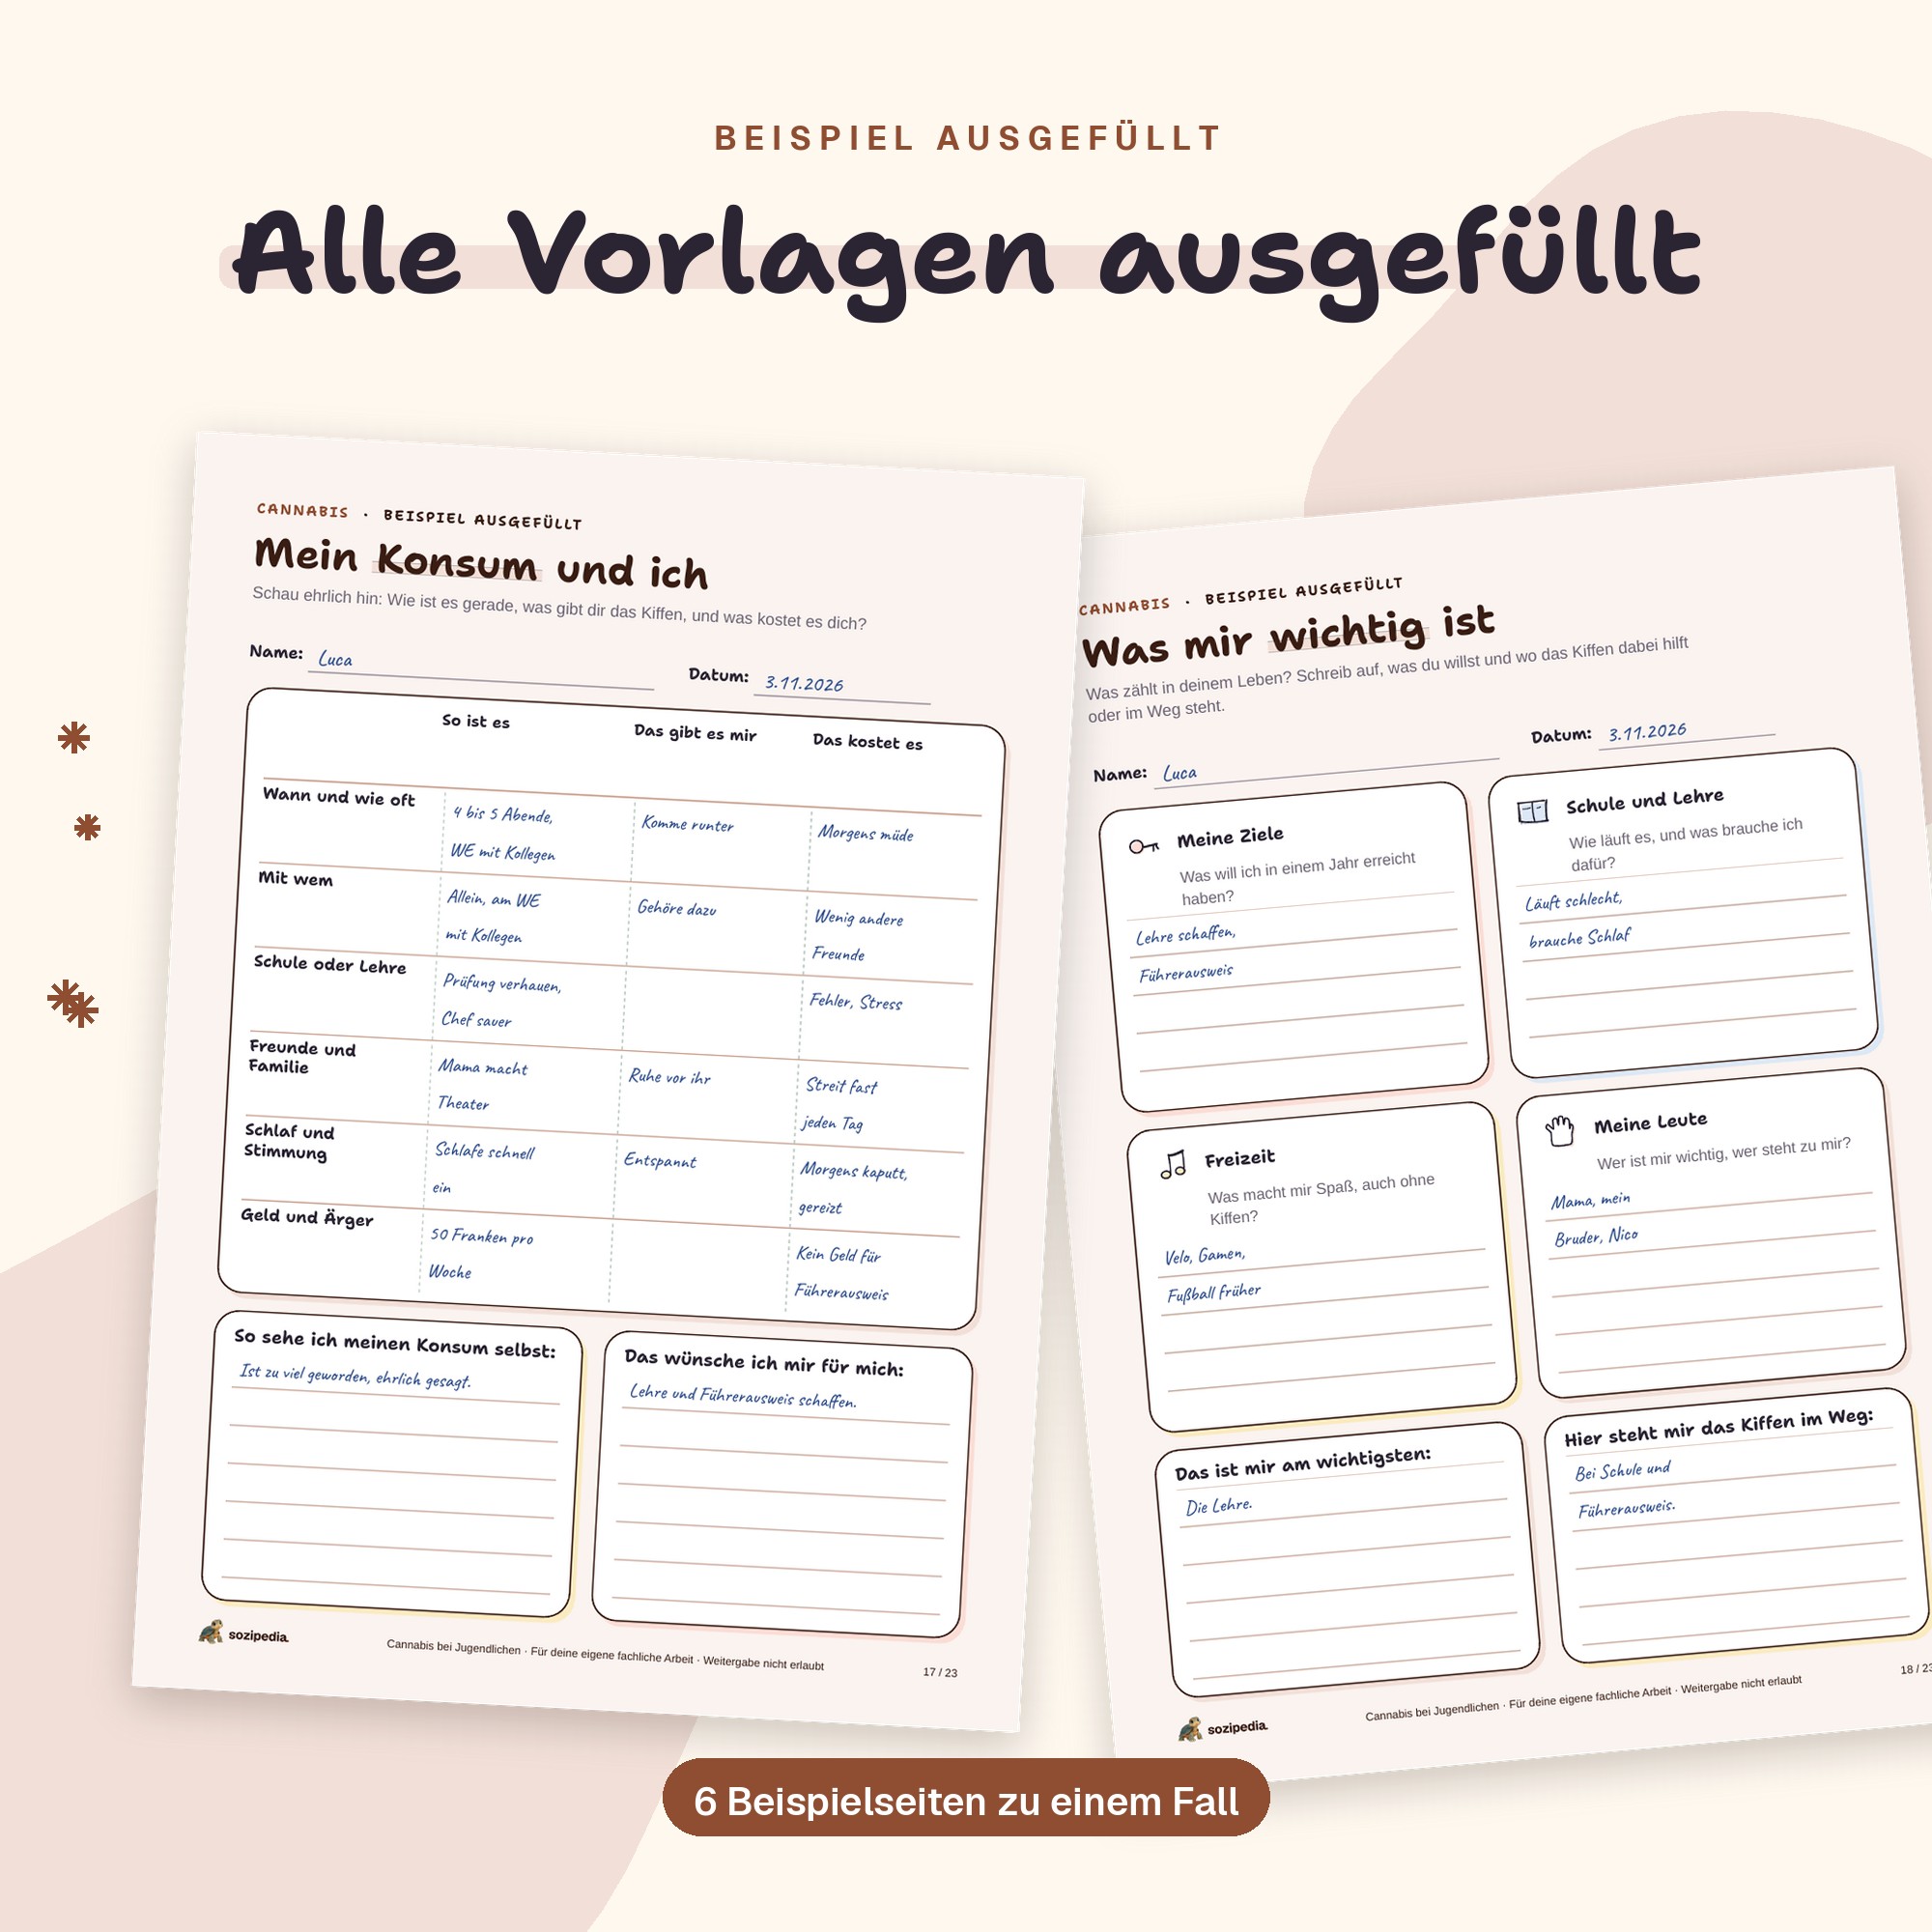 BEISPIEL AUSGEFÜLLT
Alle Vorlagen ausgefüllt
CANNABIS · BEISPIEL AUSGEFÜLLT
Mein Konsum und ich
Schau ehrlich hin: Wie ist es gerade, was gibt dir das Kiffen, und was kostet es dich?
Name: Luca Datum: 3.11.2026
So ist es Das gibt es mir Das kostet es
Wann und wie oft
4 bis 5 Abende,
WE mit Kollegen
Komme runter
Morgens müde
Mit wem
Allein, am WE
mit Kollegen
Gehöre dazu
Wenig andere
Freunde
Schule oder Lehre
Prüfung verhauen,
Chef sauer
Fehler, Stress
Freunde und
Familie
Mama macht
Theater
Ruhe vor ihr
Streit fast
jeden Tag
Schlaf und
Stimmung
Schlafe schnell
ein
Entspannt
Morgens kaputt,
gereizt
Geld und Ärger
50 Franken pro
Woche
Kein Geld für
Führerausweis
So sehe ich meinen Konsum selbst:
Ist zu viel geworden, ehrlich gesagt.
Das wünsche ich mir für mich:
Lehre und Führerausweis schaffen.
sozipedia.
Cannabis bei Jugendlichen · Für deine eigene fachliche Arbeit · Weitergabe nicht erlaubt
17 / 23
CANNABIS · BEISPIEL AUSGEFÜLLT
Was mir wichtig ist
Was zählt in deinem Leben? Schreib auf, was du willst und wo das Kiffen dabei hilft
oder im Weg steht.
Name: Luca Datum: 3.11.2026
Meine Ziele
Was will ich in einem Jahr erreicht
haben?
Lehre schaffen,
Führerausweis
Schule und Lehre
Wie läuft es, und was brauche ich
dafür?
Läuft schlecht,
brauche Schlaf
Freizeit
Was macht mir Spaß, auch ohne
Kiffen?
Velo, Gamen,
Fußball früher
Meine Leute
Wer ist mir wichtig, wer steht zu mir?
Mama, mein
Bruder, Nico
Das ist mir am wichtigsten:
Die Lehre.
Hier steht mir das Kiffen im Weg:
Bei Schule und
Führerausweis.
sozipedia.
Cannabis bei Jugendlichen · Für deine eigene fachliche Arbeit · Weitergabe nicht erlaubt
18 / 23
6 Beispielseiten zu einem Fall